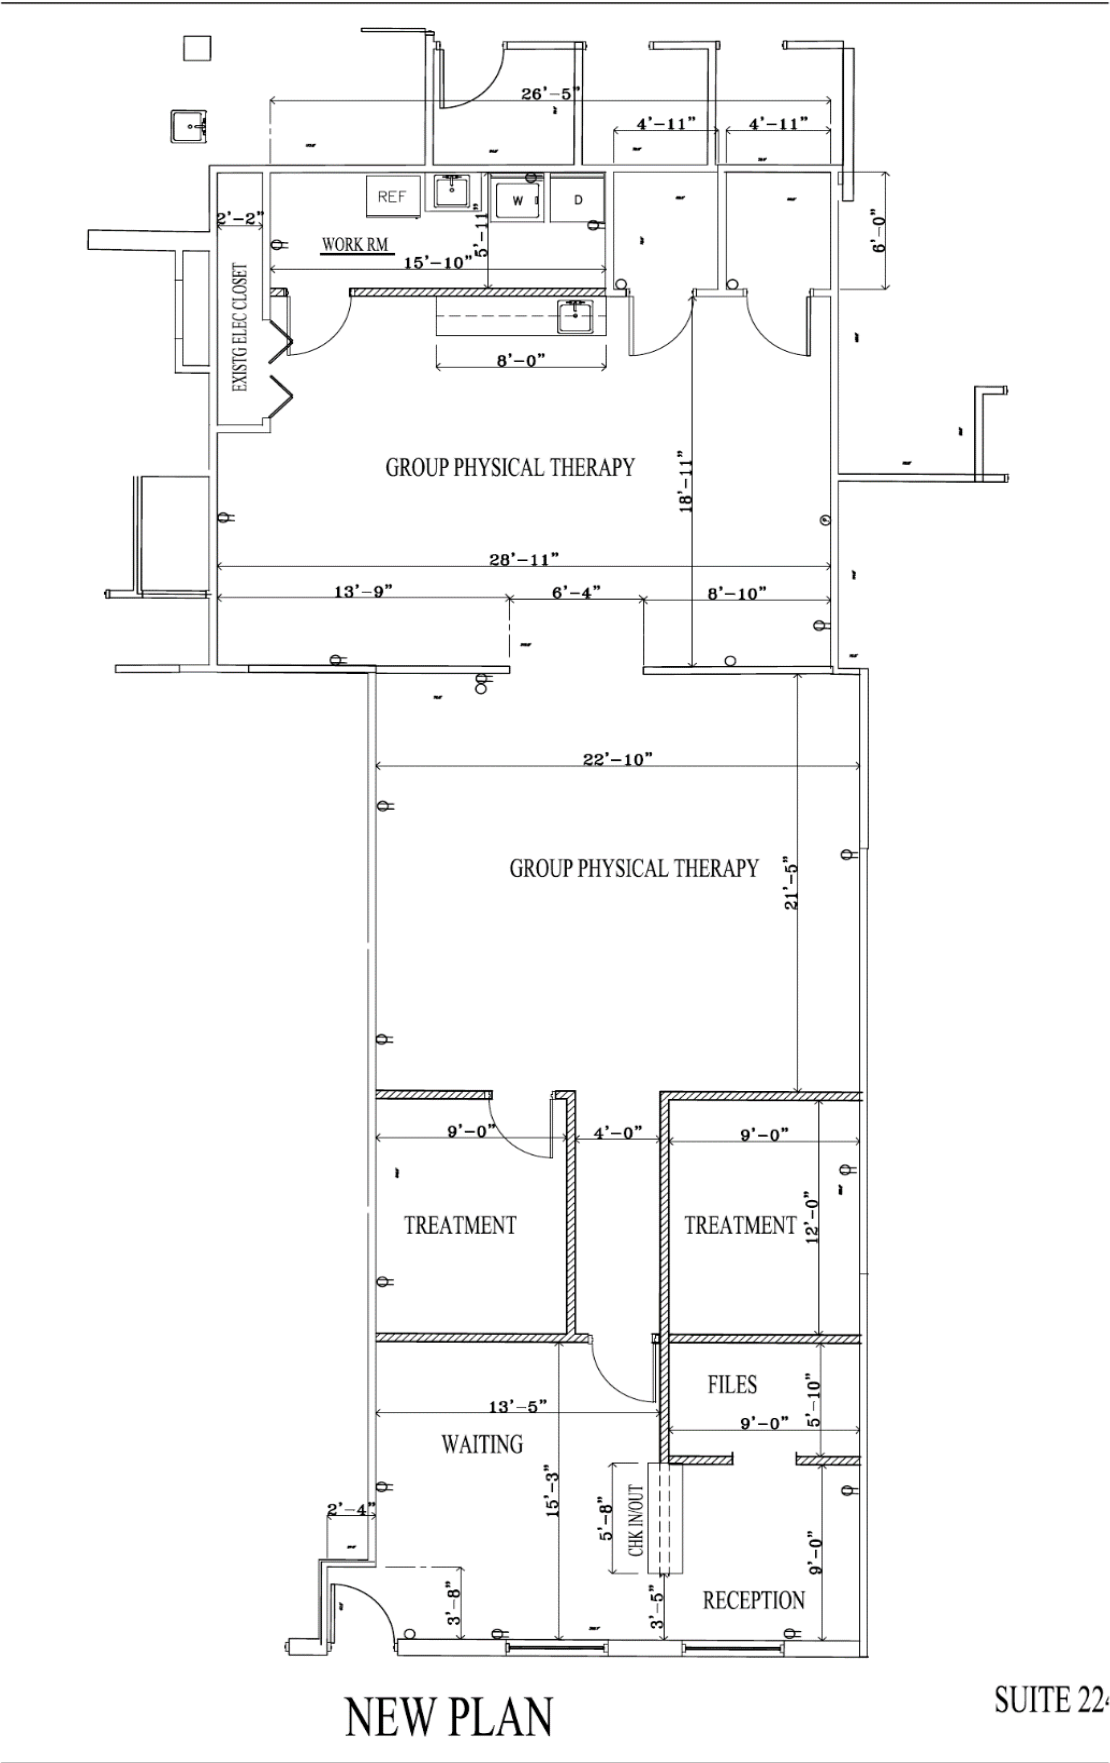 26'-5"
4'-11"
4'-11"
REF
W
D
2'-2"
5'-11"
6'-0"
WORK RM
15'-10"
EXISTG ELEC CLOSET
8'-0"
GROUP PHYSICAL THERAPY
18'-11"
28'-11"
13'-9"
6'-4"
8'-10"
22'-10"
GROUP PHYSICAL THERAPY
21'-5"
9'-0"
4'-0"
9'-0"
TREATMENT
TREATMENT
12'-0"
FILES
5'-10"
13'-5"
9'-0"
WAITING
15'-3"
2'-4"
5'-8"
CHK IN/OUT
9'-0"
3'-8"
3'-5"
RECEPTION
NEW PLAN
SUITE 22